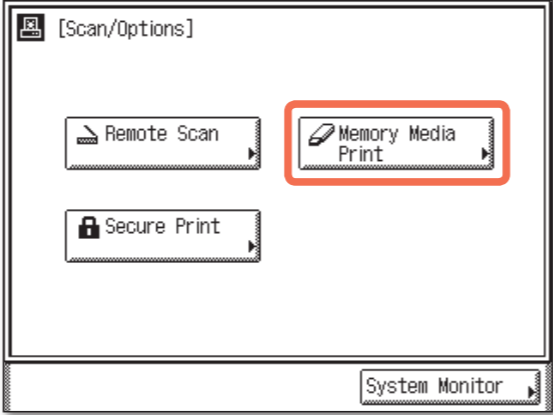 [Scan/Options]
Remote Scan
Memory Media
Print
Secure Print
System Monitor